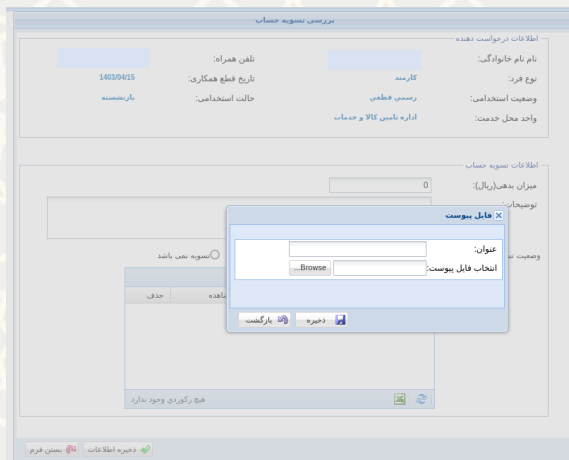 بررسی تسویه حساب
اطلاعات درخواست دهنده
نام نام خانوادگی:
تلفن همراه:
نوع فرد: کارمند
تاریخ قطع همکاری: 1403/04/15
وضعیت استخدامی: رسمی قطعی
حالت استخدامی: بازنشسته
واحد محل خدمت: اداره تامین کالا و خدمات
اطلاعات تسویه حساب
میزان بدهی(ریال): 0
توضیحات:
فایل پیوست
عنوان:
انتخاب فایل پیوست: Browse...
ذخیره بازگشت
وضعیت
تسویه نمی باشد
حذف
هیچ رکوردی وجود ندارد
ذخیره اطلاعات بستن فرم